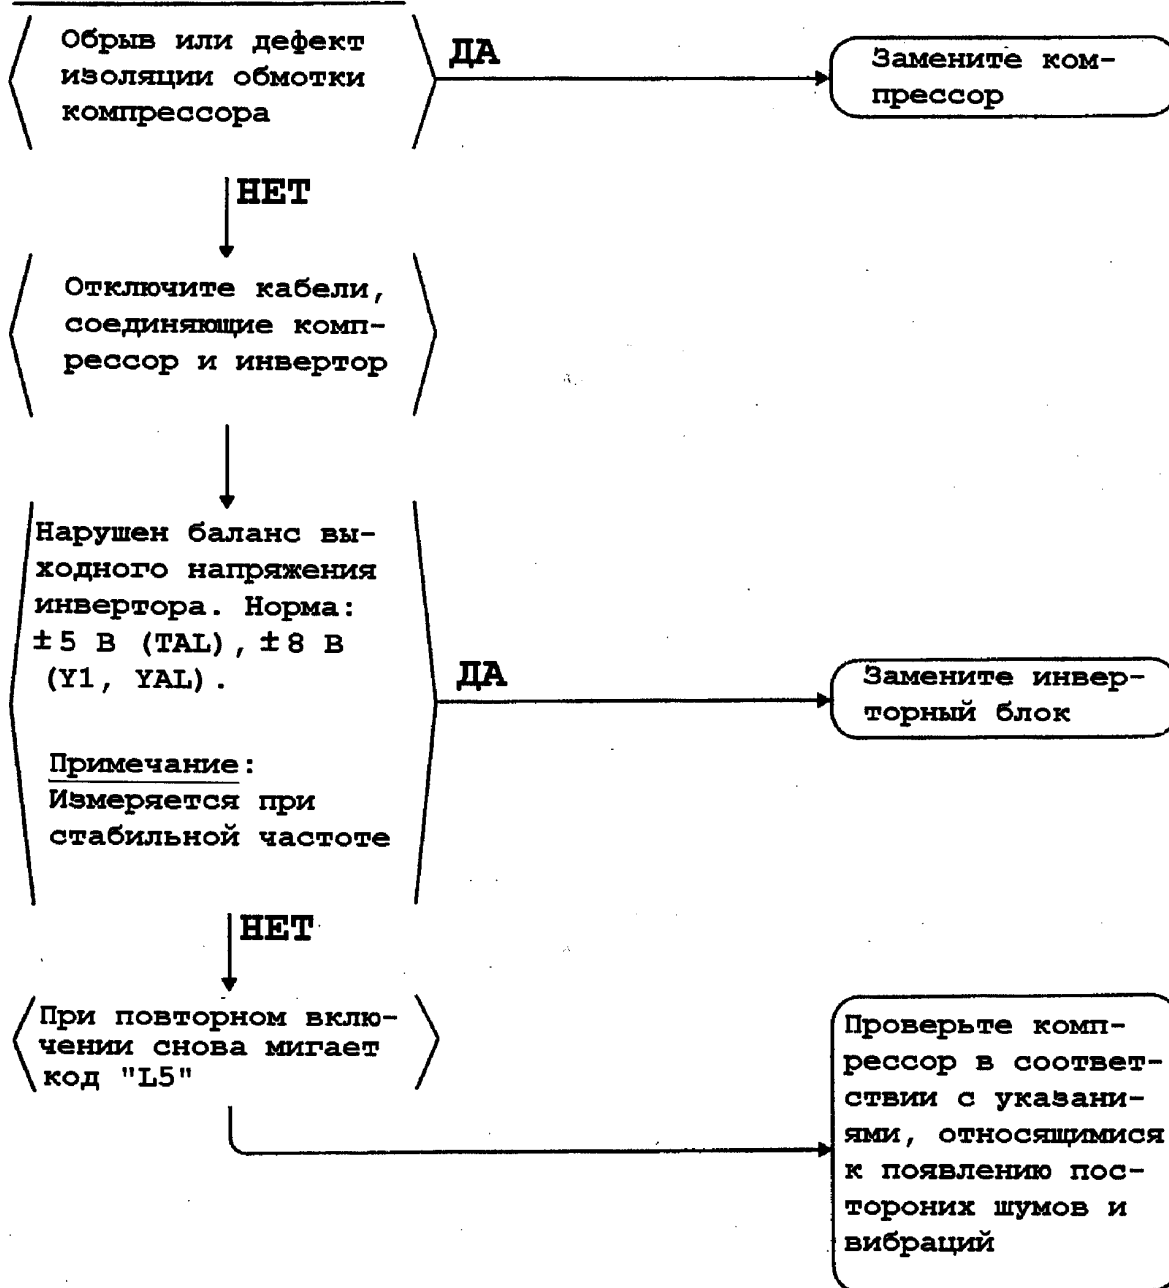 Обрыв или дефект
изоляции обмотки
компрессора
ДА
Замените ком-
прессор
НЕТ
Отключите кабели,
соединяющие комп-
рессор и инвертор
Нарушен баланс вы-
ходного напряжения
инвертора. Норма:
±5 В (TAL), ±8 В
(Y1, YAL).
Примечание:
Измеряется при
стабильной частоте
ДА
Замените инвер-
торный блок
НЕТ
При повторном вклю-
чении снова мигает
код "L5"
Проверьте комп-
рессор в соответ-
ствии с указани-
ями, относящимися
к появлению пос-
тороних шумов и
вибраций